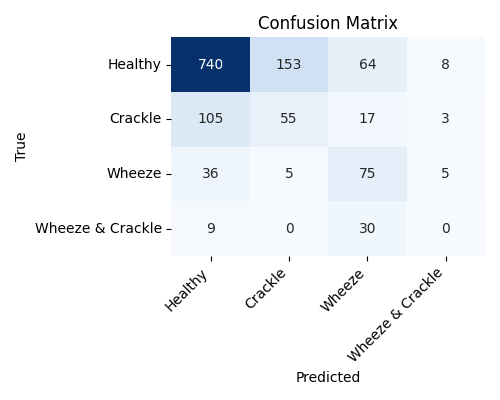 Confusion Matrix
True
Healthy 740 153 64 8
Crackle 105 55 17 3
Wheeze 36 5 75 5
Wheeze & Crackle 9 0 30 0
Healthy Crackle Wheeze Wheeze & Crackle
Predicted